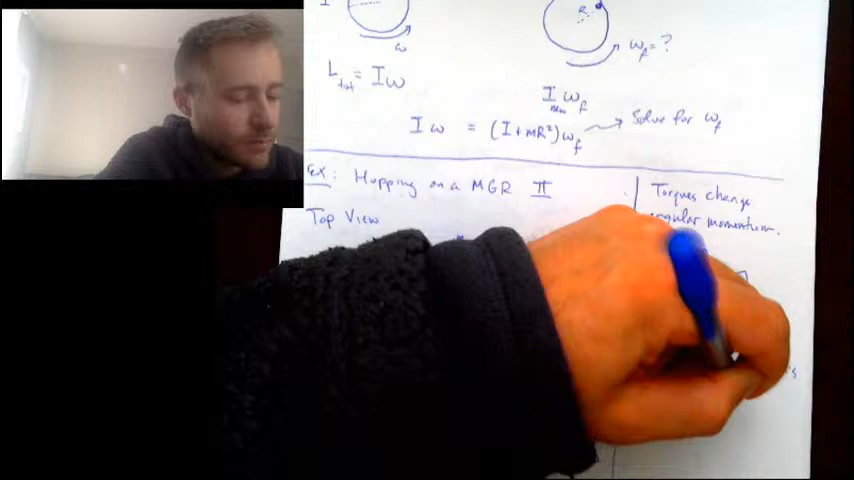 I
ω
R
ω_f = ?
L_tot = Iω
I_new ω_f
Iω = (I + mR²)ω_f → Solve for ω_f
Ex: Hopping on a MGR II
Torques change
angular momentum.
Top View